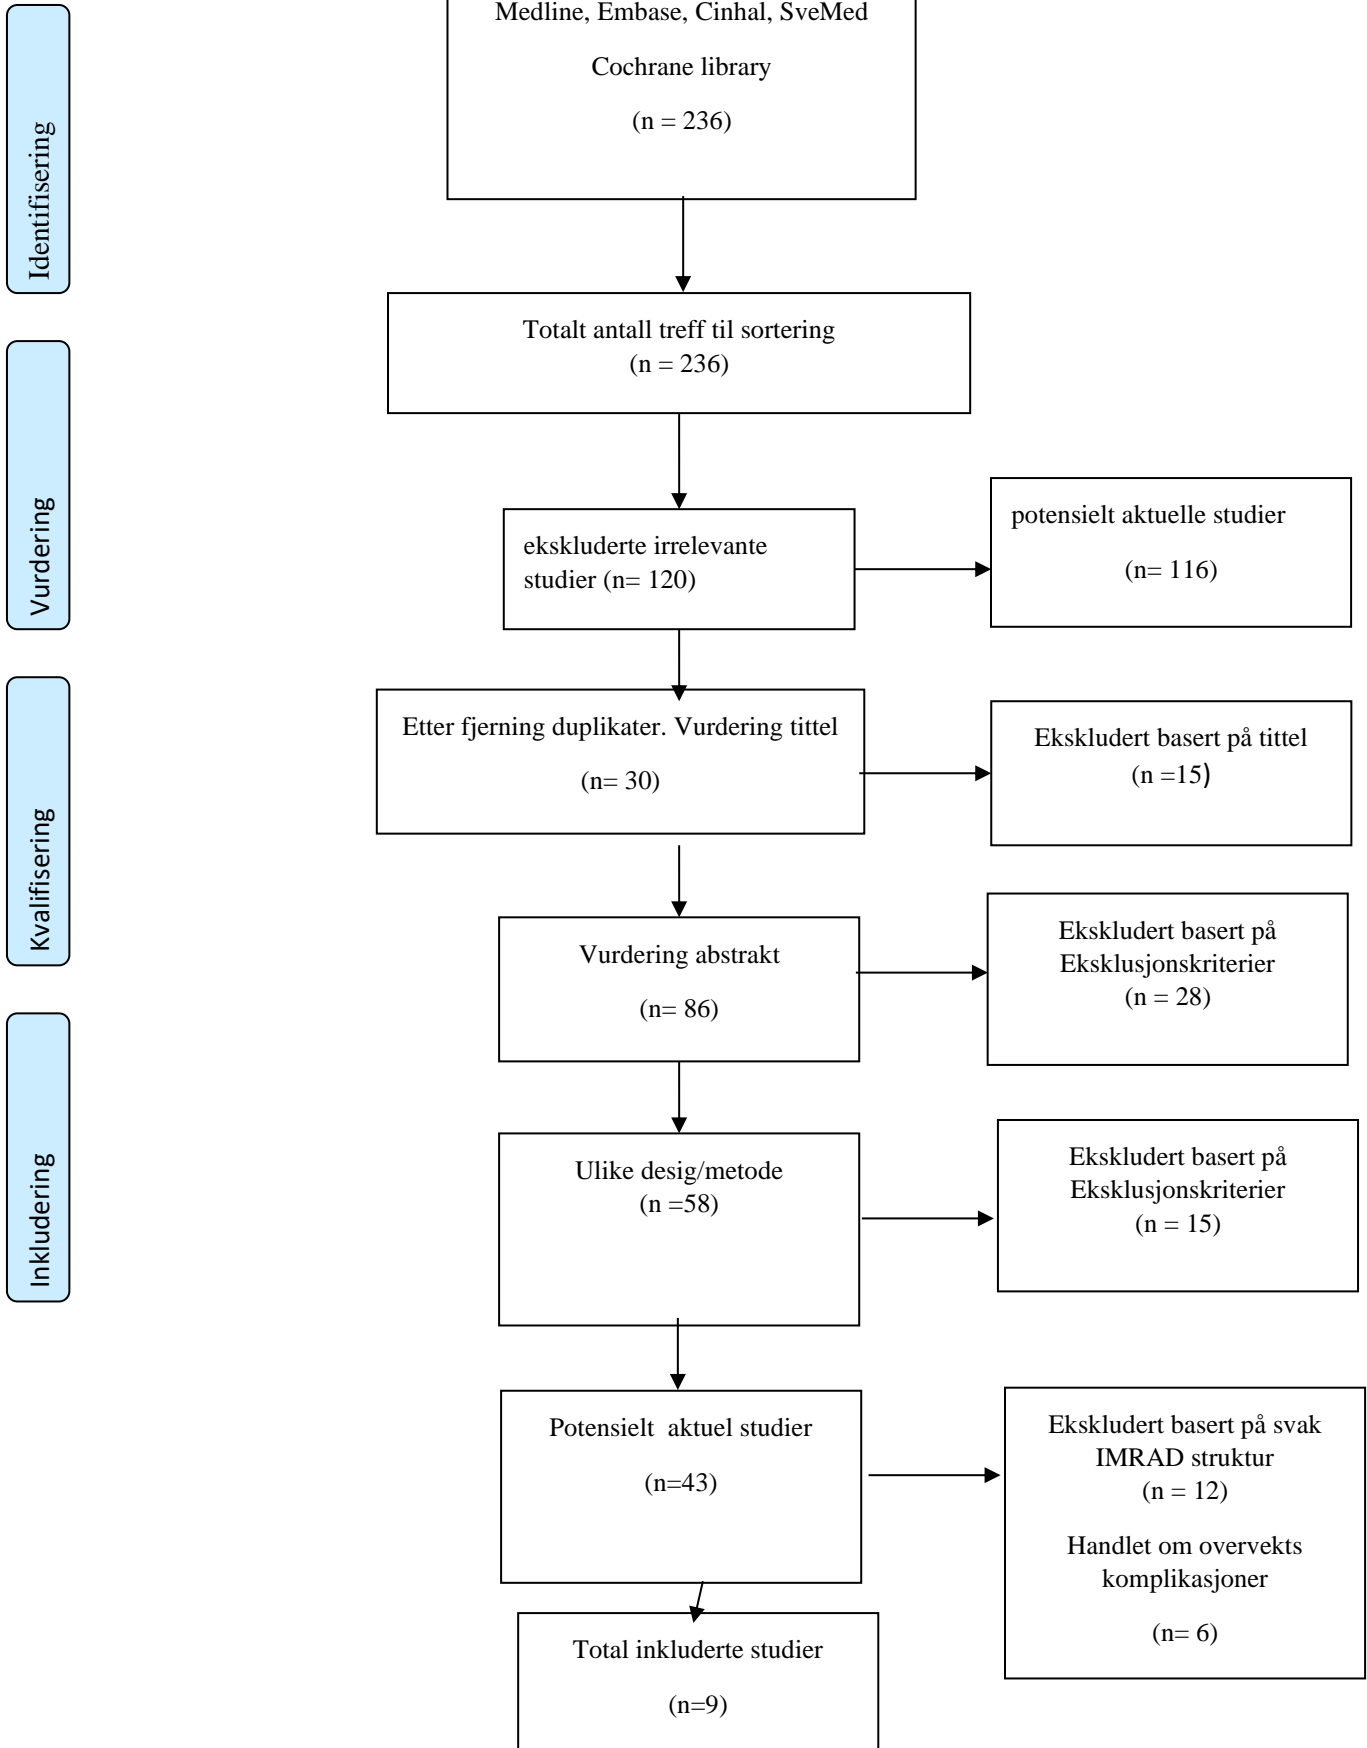 Medline, Embase, Cinhal, SveMed
Cochrane library
(n = 236)
Identifisering
Totalt antall treff til sortering
(n = 236)
Vurdering
ekskluderte irrelevante
studier (n= 120)
potensielt aktuelle studier
(n= 116)
Kvalifisering
Etter fjerning duplikater. Vurdering tittel
(n= 30)
Ekskludert basert på tittel
(n =15)
Vurdering abstrakt
(n= 86)
Ekskludert basert på
Eksklusjonskriterier
(n = 28)
Inkludering
Ulike desig/metode
(n =58)
Ekskludert basert på
Eksklusjonskriterier
(n = 15)
Potensielt  aktuel studier
(n=43)
Ekskludert basert på svak
IMRAD struktur
(n = 12)
Handlet om overvekts
komplikasjoner
(n= 6)
Total inkluderte studier
(n=9)